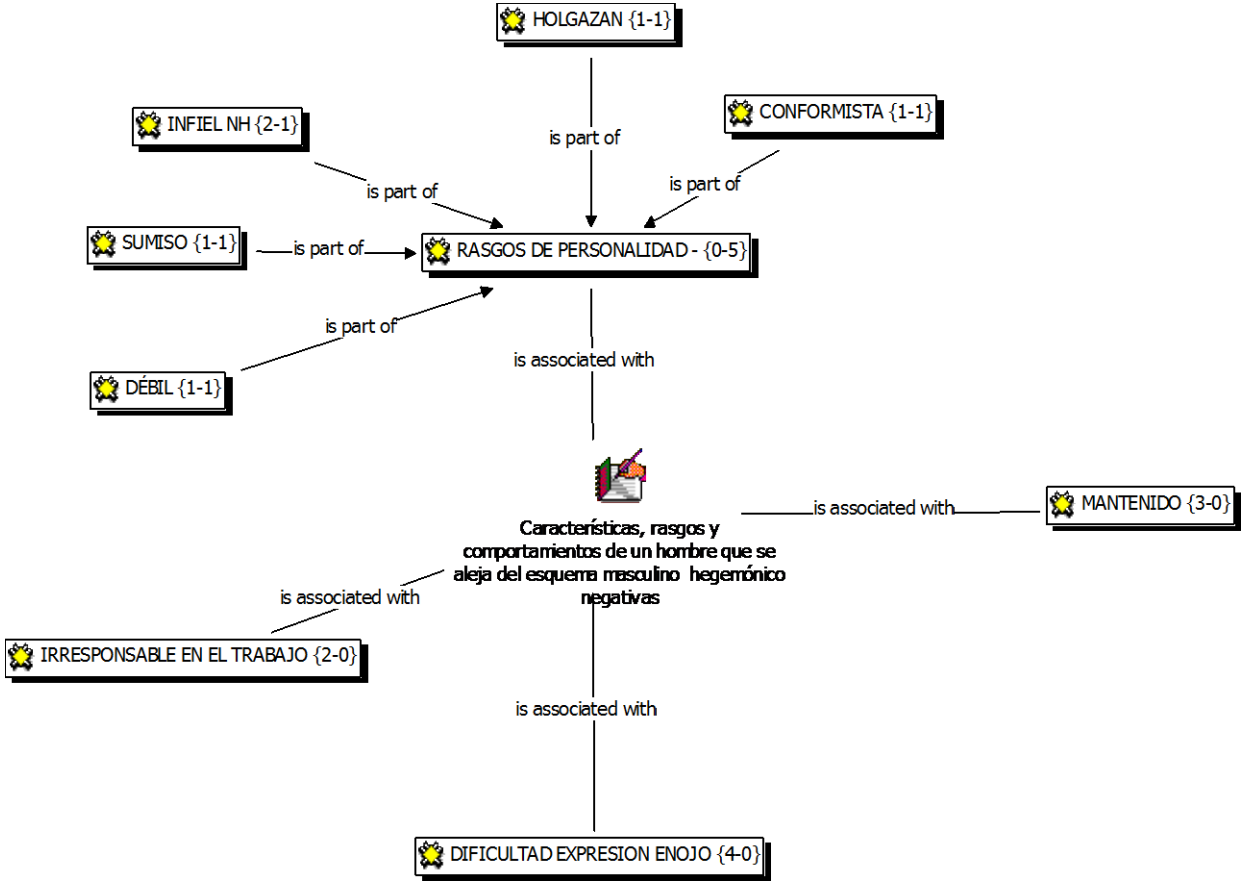 HOLGAZAN {1-1}
INFIEL NH {2-1}
CONFORMISTA {1-1}
is part of
is part of
is part of
SUMISO {1-1}
is part of
RASGOS DE PERSONALIDAD - {0-5}
is part of
DÉBIL {1-1}
is associated with
MANTENIDO {3-0}
is associated with
Características, rasgos y
comportamientos de un hombre que se
aleja del esquema masculino hegemónico
negativas
is associated with
IRRESPONSABLE EN EL TRABAJO {2-0}
is associated with
DIFICULTAD EXPRESION ENOJO {4-0}